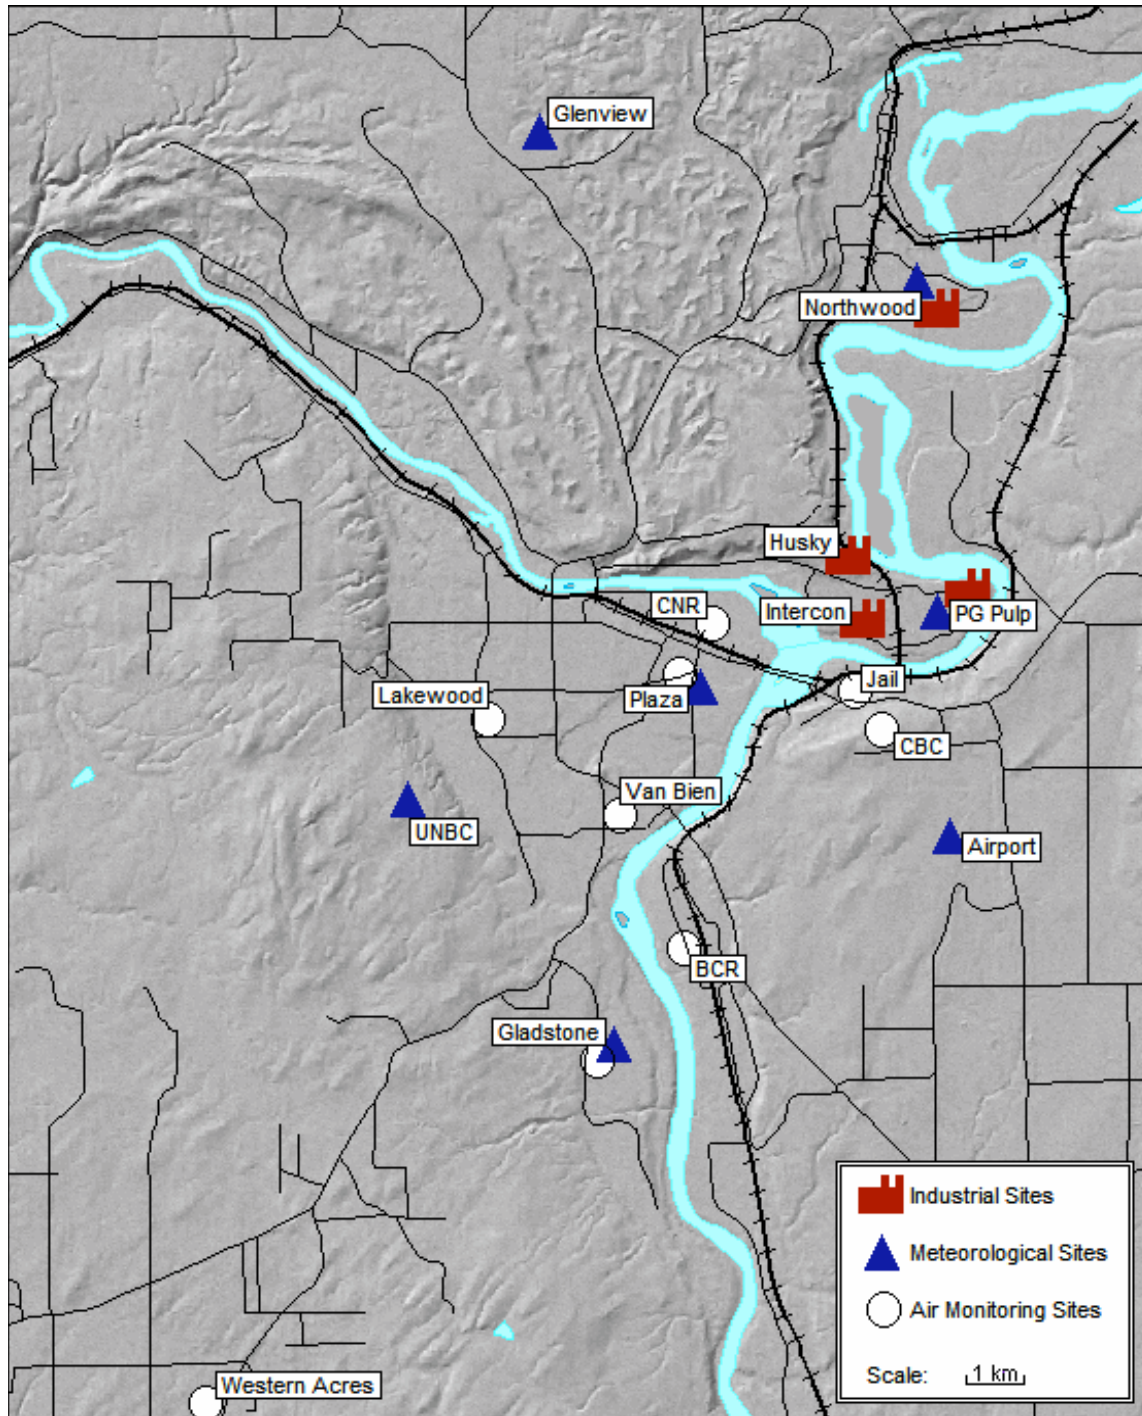 Glenview
Northwood
Husky
CNR
Intercon
PG Pulp
Jail
Lakewood
Plaza
CBC
Van Bien
UNBC
Airport
BCR
Gladstone
Industrial Sites
Meteorological Sites
Air Monitoring Sites
Scale: 1 km
Western Acres